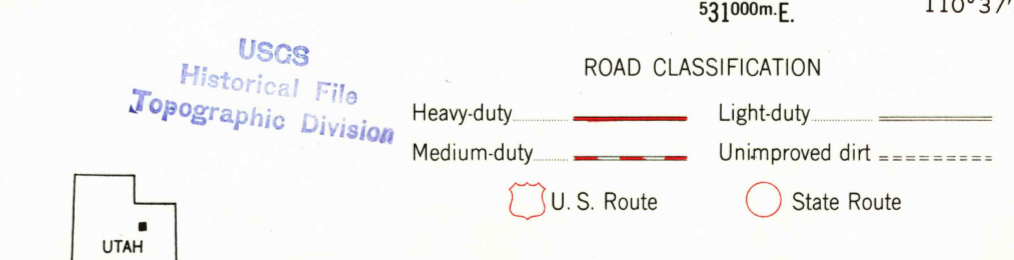 531000m.E. 110°37'
USGS
Historical File
Topographic Division
ROAD CLASSIFICATION
Heavy-duty Light-duty
Medium-duty Unimproved dirt
U. S. Route State Route
UTAH